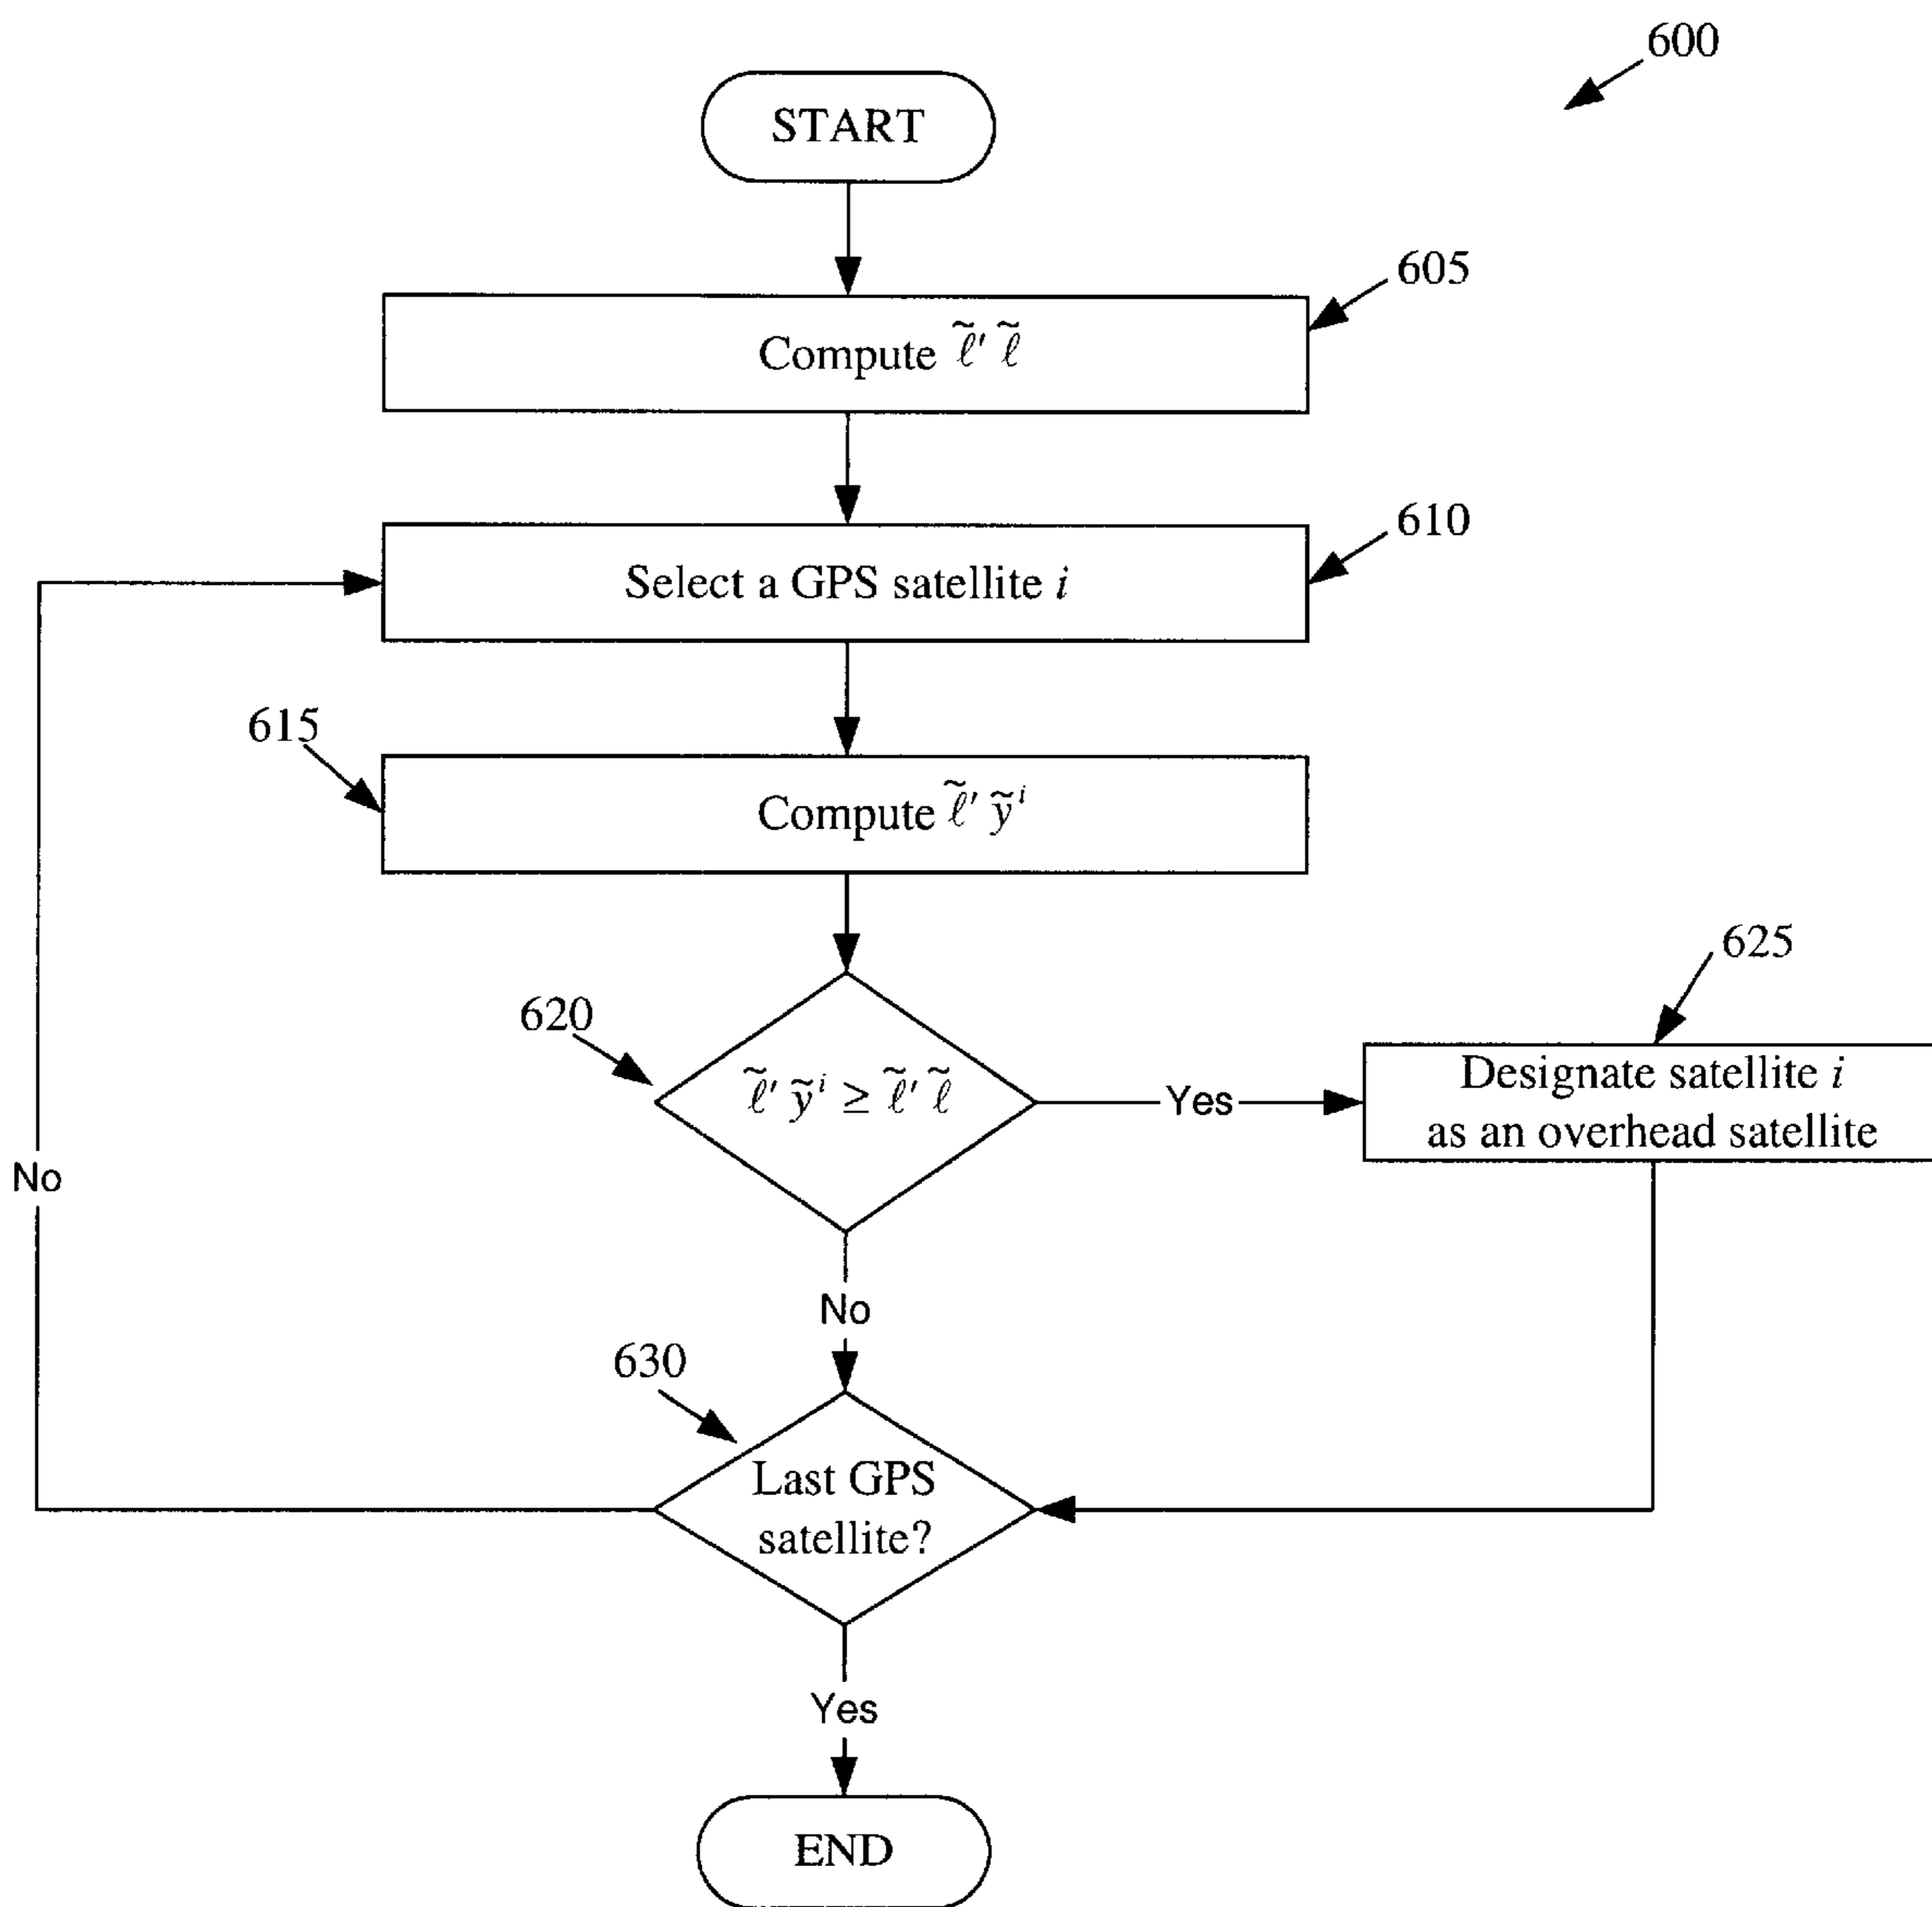 600
START
605
Compute ℓ̃′ ℓ̃
610
Select a GPS satellite i
615
Compute ℓ̃′ ỹⁱ
620
ℓ̃′ ỹⁱ ≥ ℓ̃′ ℓ̃
Yes
625
Designate satellite i
as an overhead satellite
No
No
630
Last GPS
satellite?
Yes
END